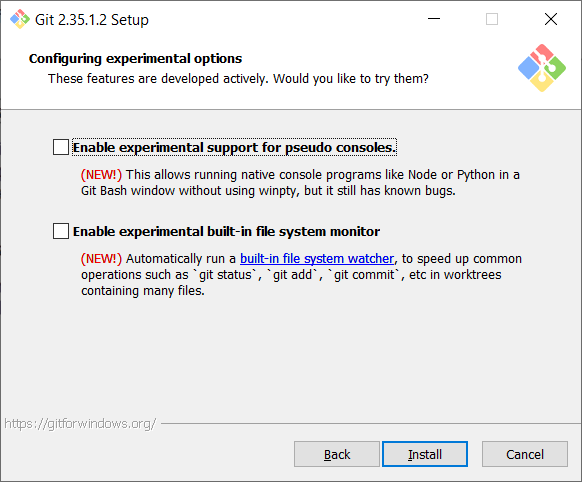 Git 2.35.1.2 Setup
Configuring experimental options
These features are developed actively. Would you like to try them?
Enable experimental support for pseudo consoles.
(NEW!) This allows running native console programs like Node or Python in a
Git Bash window without using winpty, but it still has known bugs.
Enable experimental built-in file system monitor
(NEW!) Automatically run a built-in file system watcher, to speed up common
operations such as `git status`, `git add`, `git commit`, etc in worktrees
containing many files.
https://gitforwindows.org/
Back Install Cancel